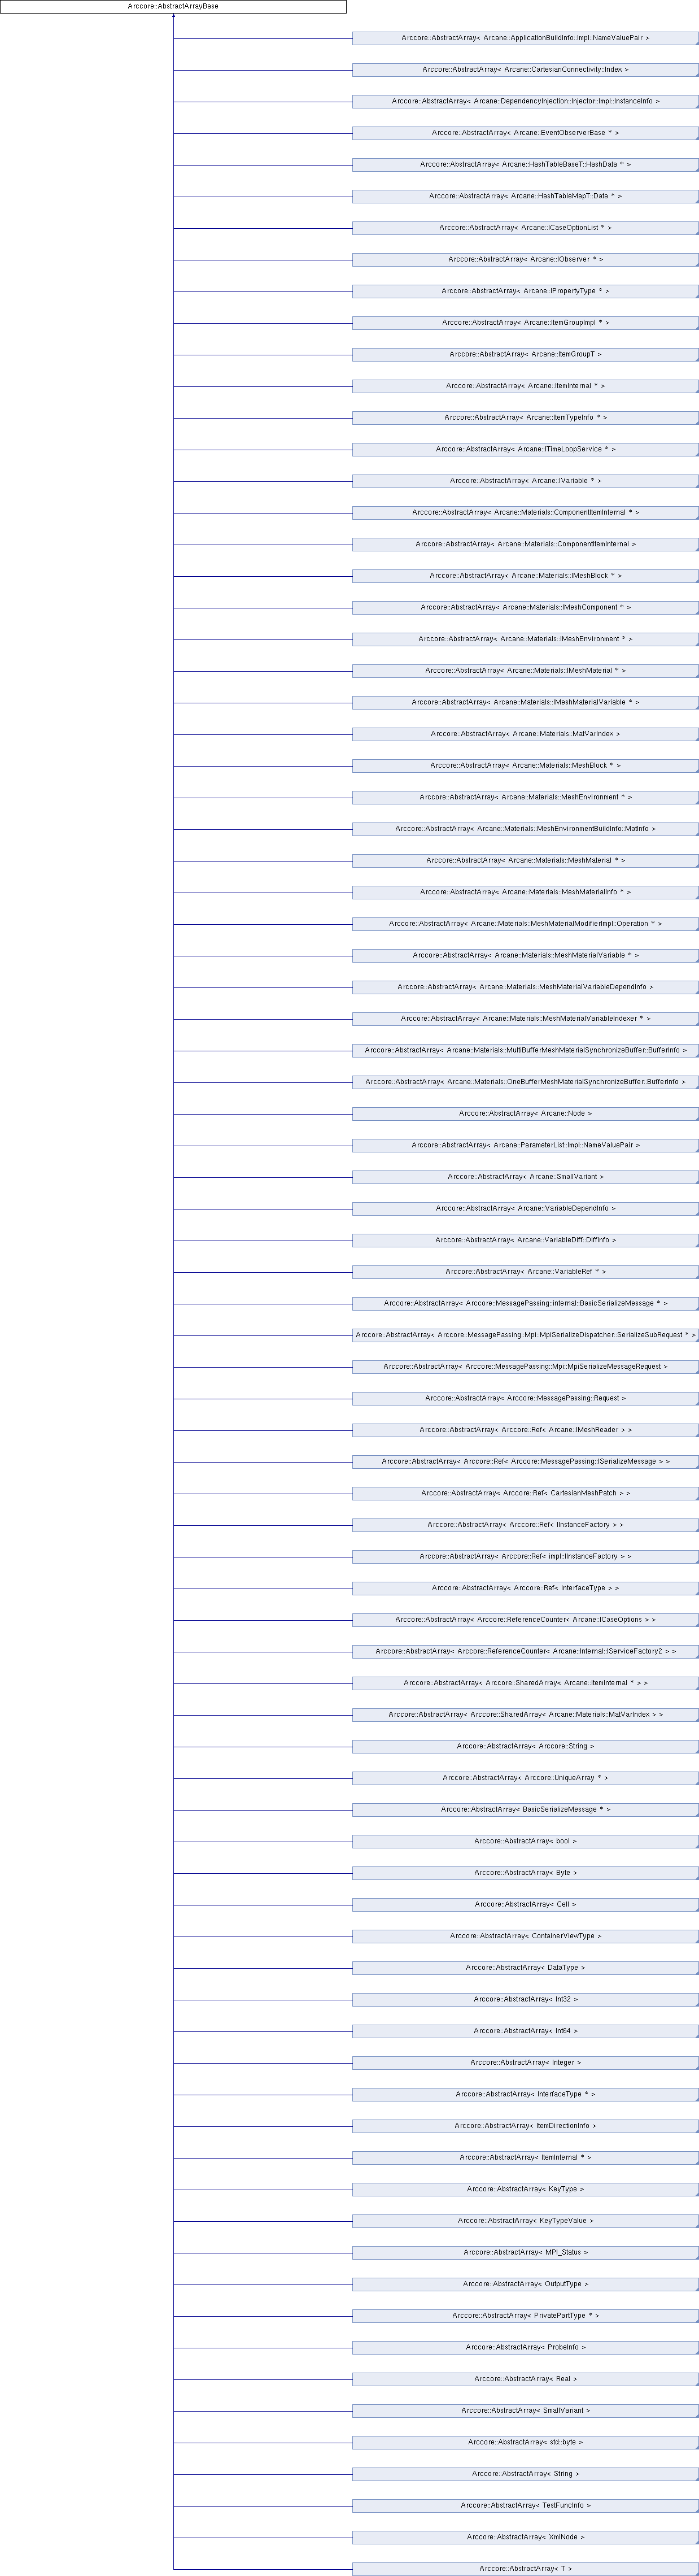 Arccore::AbstractArrayBase
Arccore::AbstractArray< Arcane::ApplicationBuildInfo::Impl::NameValuePair >
Arccore::AbstractArray< Arcane::CartesianConnectivity::Index >
Arccore::AbstractArray< Arcane::DependencyInjection::Injector::Impl::InstanceInfo >
Arccore::AbstractArray< Arcane::EventObserverBase * >
Arccore::AbstractArray< Arcane::HashTableBaseT::HashData * >
Arccore::AbstractArray< Arcane::HashTableMapT::Data * >
Arccore::AbstractArray< Arcane::ICaseOptionList * >
Arccore::AbstractArray< Arcane::IObserver * >
Arccore::AbstractArray< Arcane::IPropertyType * >
Arccore::AbstractArray< Arcane::ItemGroupImpl * >
Arccore::AbstractArray< Arcane::ItemGroupT >
Arccore::AbstractArray< Arcane::ItemInternal * >
Arccore::AbstractArray< Arcane::ItemTypeInfo * >
Arccore::AbstractArray< Arcane::ITimeLoopService * >
Arccore::AbstractArray< Arcane::IVariable * >
Arccore::AbstractArray< Arcane::Materials::ComponentItemInternal * >
Arccore::AbstractArray< Arcane::Materials::ComponentItemInternal >
Arccore::AbstractArray< Arcane::Materials::IMeshBlock * >
Arccore::AbstractArray< Arcane::Materials::IMeshComponent * >
Arccore::AbstractArray< Arcane::Materials::IMeshEnvironment * >
Arccore::AbstractArray< Arcane::Materials::IMeshMaterial * >
Arccore::AbstractArray< Arcane::Materials::IMeshMaterialVariable * >
Arccore::AbstractArray< Arcane::Materials::MatVarIndex >
Arccore::AbstractArray< Arcane::Materials::MeshBlock * >
Arccore::AbstractArray< Arcane::Materials::MeshEnvironment * >
Arccore::AbstractArray< Arcane::Materials::MeshEnvironmentBuildInfo::MatInfo >
Arccore::AbstractArray< Arcane::Materials::MeshMaterial * >
Arccore::AbstractArray< Arcane::Materials::MeshMaterialInfo * >
Arccore::AbstractArray< Arcane::Materials::MeshMaterialModifierImpl::Operation * >
Arccore::AbstractArray< Arcane::Materials::MeshMaterialVariable * >
Arccore::AbstractArray< Arcane::Materials::MeshMaterialVariableDependInfo >
Arccore::AbstractArray< Arcane::Materials::MeshMaterialVariableIndexer * >
Arccore::AbstractArray< Arcane::Materials::MultiBufferMeshMaterialSynchronizeBuffer::BufferInfo >
Arccore::AbstractArray< Arcane::Materials::OneBufferMeshMaterialSynchronizeBuffer::BufferInfo >
Arccore::AbstractArray< Arcane::Node >
Arccore::AbstractArray< Arcane::ParameterList::Impl::NameValuePair >
Arccore::AbstractArray< Arcane::SmallVariant >
Arccore::AbstractArray< Arcane::VariableDependInfo >
Arccore::AbstractArray< Arcane::VariableDiff::DiffInfo >
Arccore::AbstractArray< Arcane::VariableRef * >
Arccore::AbstractArray< Arccore::MessagePassing::internal::BasicSerializeMessage * >
Arccore::AbstractArray< Arccore::MessagePassing::Mpi::MpiSerializeDispatcher::SerializeSubRequest * >
Arccore::AbstractArray< Arccore::MessagePassing::Mpi::MpiSerializeMessageRequest >
Arccore::AbstractArray< Arccore::MessagePassing::Request >
Arccore::AbstractArray< Arccore::Ref< Arcane::IMeshReader > >
Arccore::AbstractArray< Arccore::Ref< Arccore::MessagePassing::ISerializeMessage > >
Arccore::AbstractArray< Arccore::Ref< CartesianMeshPatch > >
Arccore::AbstractArray< Arccore::Ref< IInstanceFactory > >
Arccore::AbstractArray< Arccore::Ref< impl::IInstanceFactory > >
Arccore::AbstractArray< Arccore::Ref< InterfaceType > >
Arccore::AbstractArray< Arccore::ReferenceCounter< Arcane::ICaseOptions > >
Arccore::AbstractArray< Arccore::ReferenceCounter< Arcane::Internal::IServiceFactory2 > >
Arccore::AbstractArray< Arccore::SharedArray< Arcane::ItemInternal * > >
Arccore::AbstractArray< Arccore::SharedArray< Arcane::Materials::MatVarIndex > >
Arccore::AbstractArray< Arccore::String >
Arccore::AbstractArray< Arccore::UniqueArray * >
Arccore::AbstractArray< BasicSerializeMessage * >
Arccore::AbstractArray< bool >
Arccore::AbstractArray< Byte >
Arccore::AbstractArray< Cell >
Arccore::AbstractArray< ContainerViewType >
Arccore::AbstractArray< DataType >
Arccore::AbstractArray< Int32 >
Arccore::AbstractArray< Int64 >
Arccore::AbstractArray< Integer >
Arccore::AbstractArray< InterfaceType * >
Arccore::AbstractArray< ItemDirectionInfo >
Arccore::AbstractArray< ItemInternal * >
Arccore::AbstractArray< KeyType >
Arccore::AbstractArray< KeyTypeValue >
Arccore::AbstractArray< MPI_Status >
Arccore::AbstractArray< OutputType >
Arccore::AbstractArray< PrivatePartType * >
Arccore::AbstractArray< ProbeInfo >
Arccore::AbstractArray< Real >
Arccore::AbstractArray< SmallVariant >
Arccore::AbstractArray< std::byte >
Arccore::AbstractArray< String >
Arccore::AbstractArray< TestFuncInfo >
Arccore::AbstractArray< XmlNode >
Arccore::AbstractArray< T >